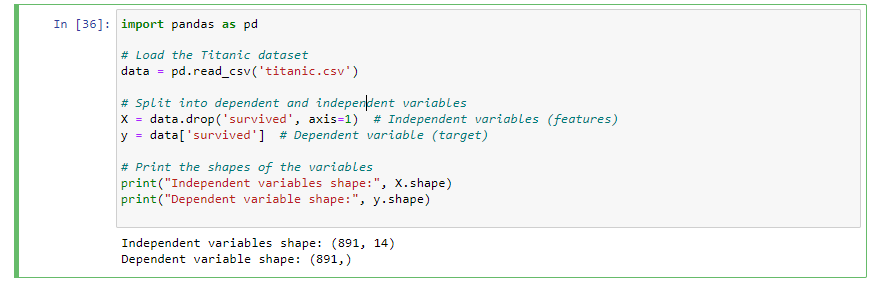 In [36]: import pandas as pd
# Load the Titanic dataset
data = pd.read_csv('titanic.csv')
# Split into dependent and independent variables
X = data.drop('survived', axis=1)  # Independent variables (features)
y = data['survived']  # Dependent variable (target)
# Print the shapes of the variables
print("Independent variables shape:", X.shape)
print("Dependent variable shape:", y.shape)
Independent variables shape: (891, 14)
Dependent variable shape: (891,)